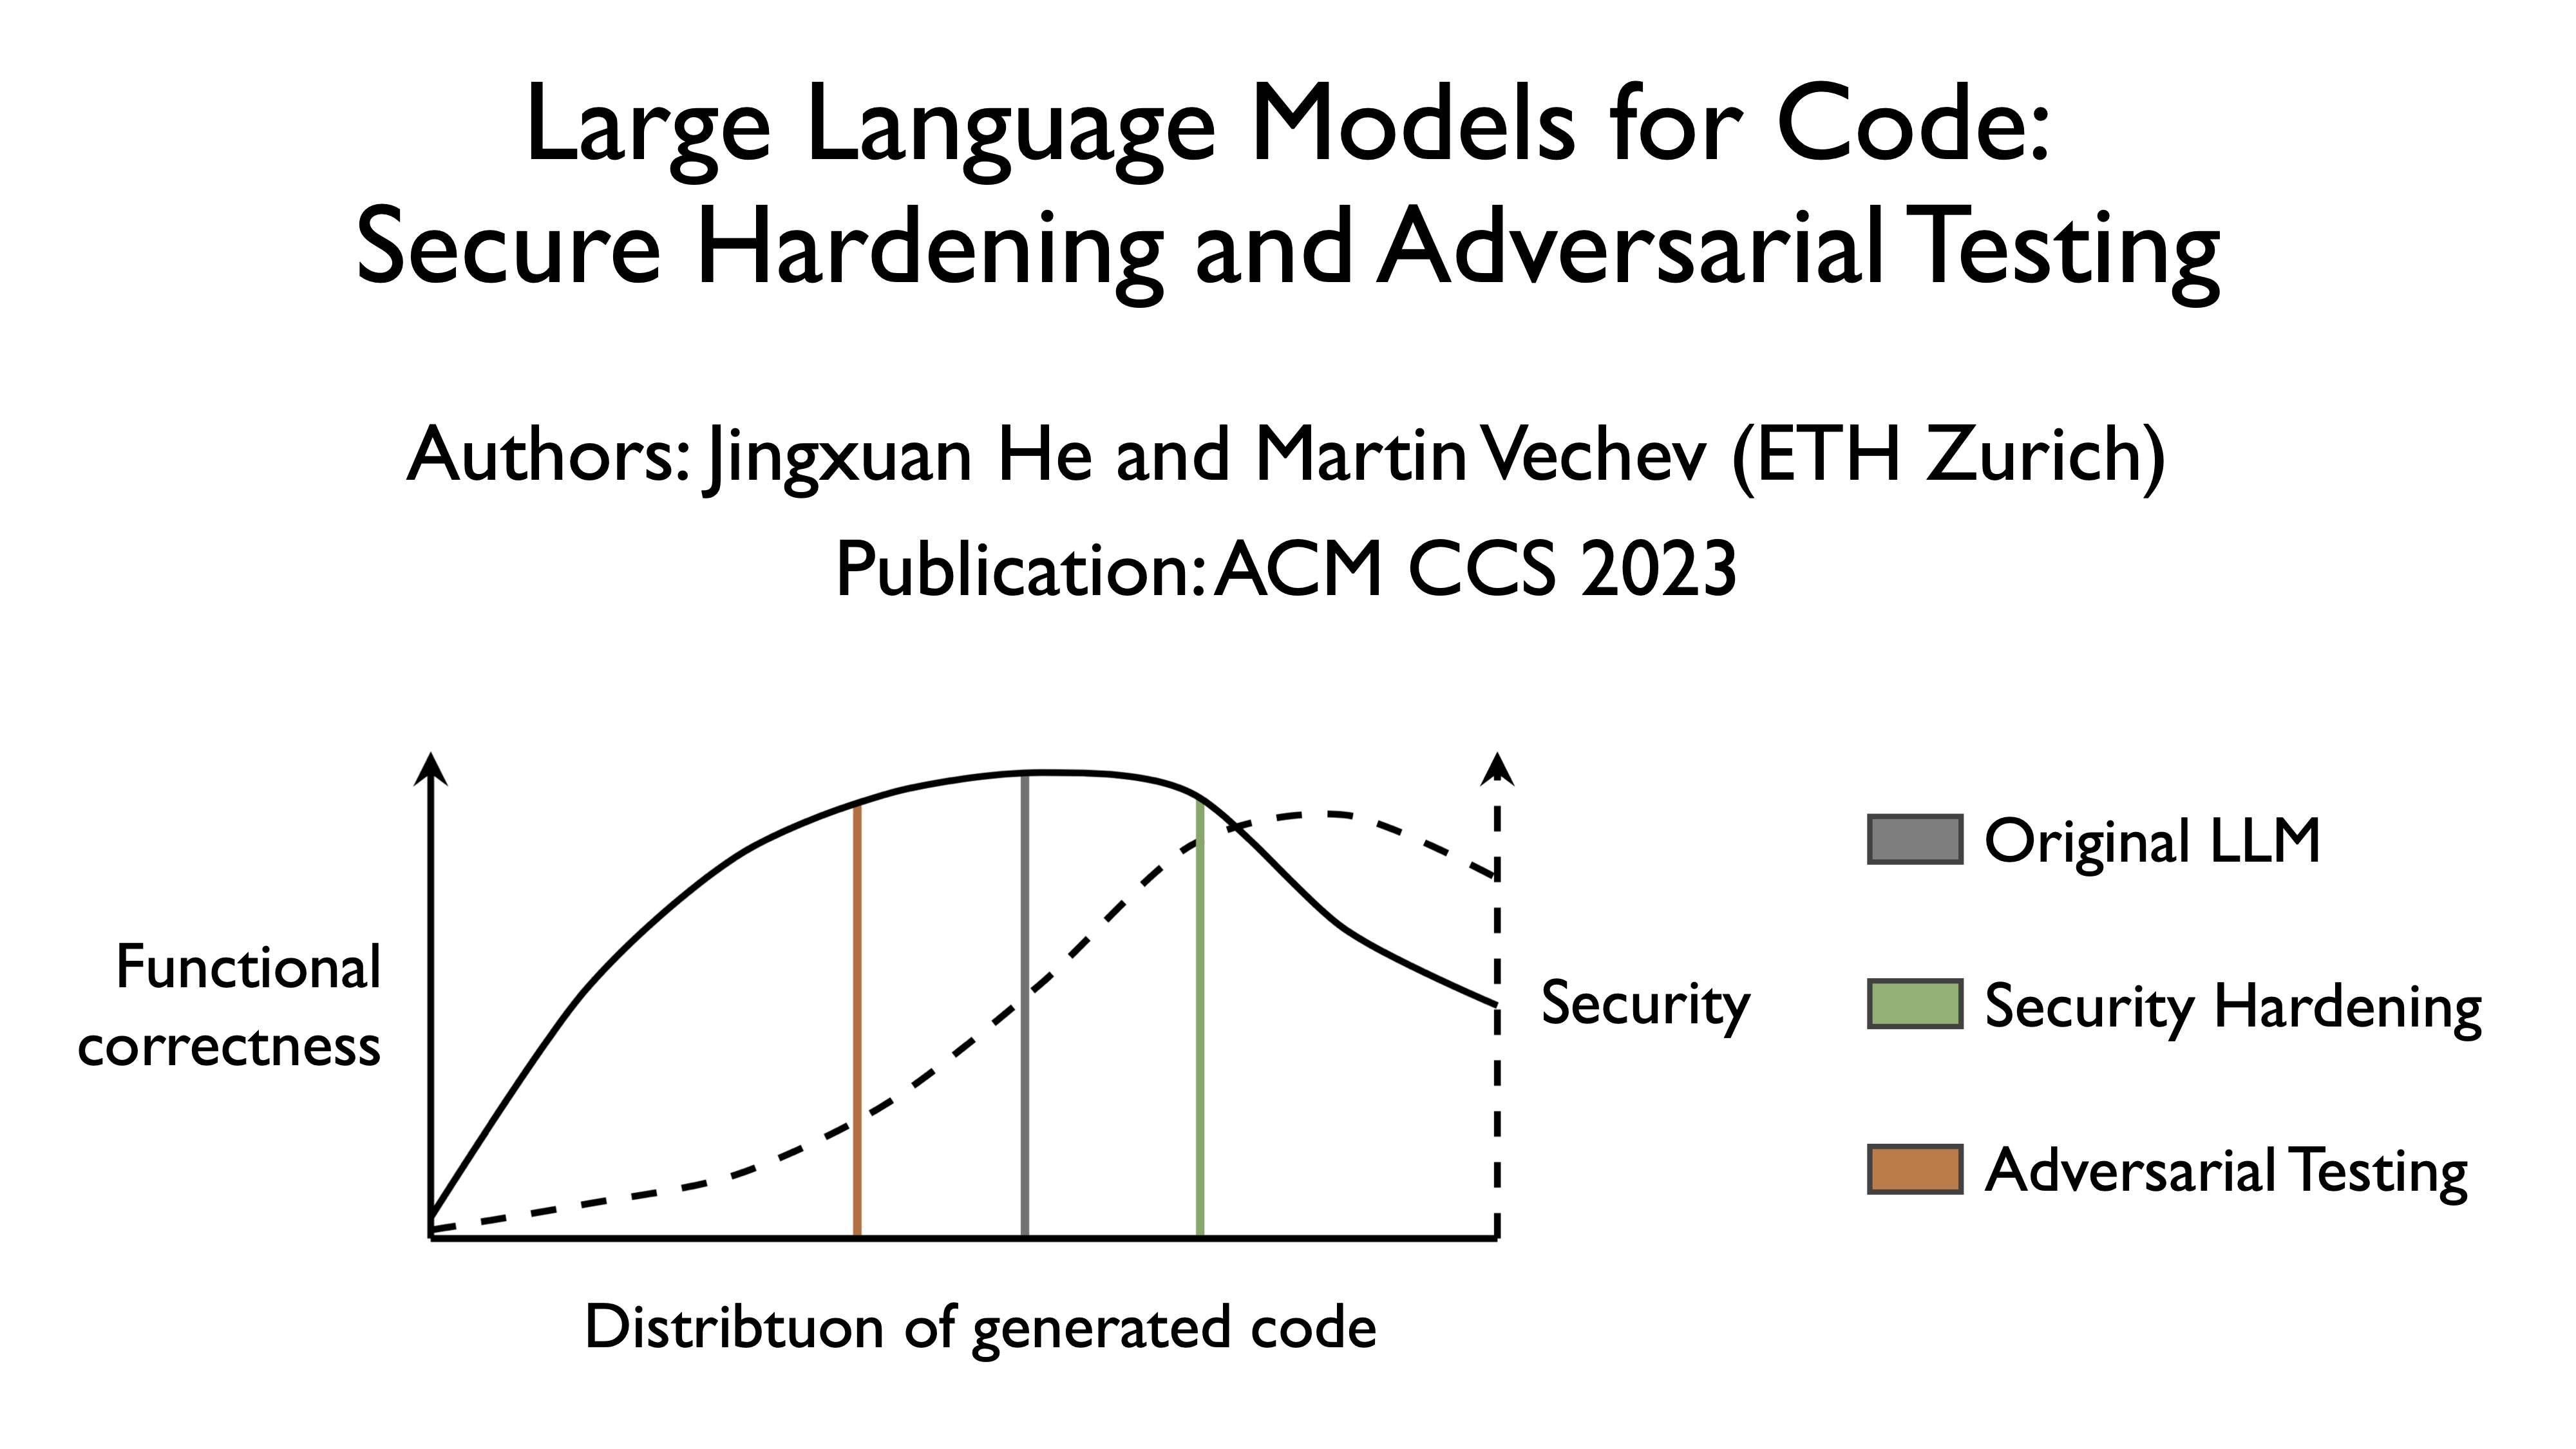 Large Language Models for Code:
Secure Hardening and Adversarial Testing
Authors: Jingxuan He and Martin Vechev (ETH Zurich)
Publication: ACM CCS 2023
Functional
correctness
Security
Distribtuon of generated code
Original LLM
Security Hardening
Adversarial Testing